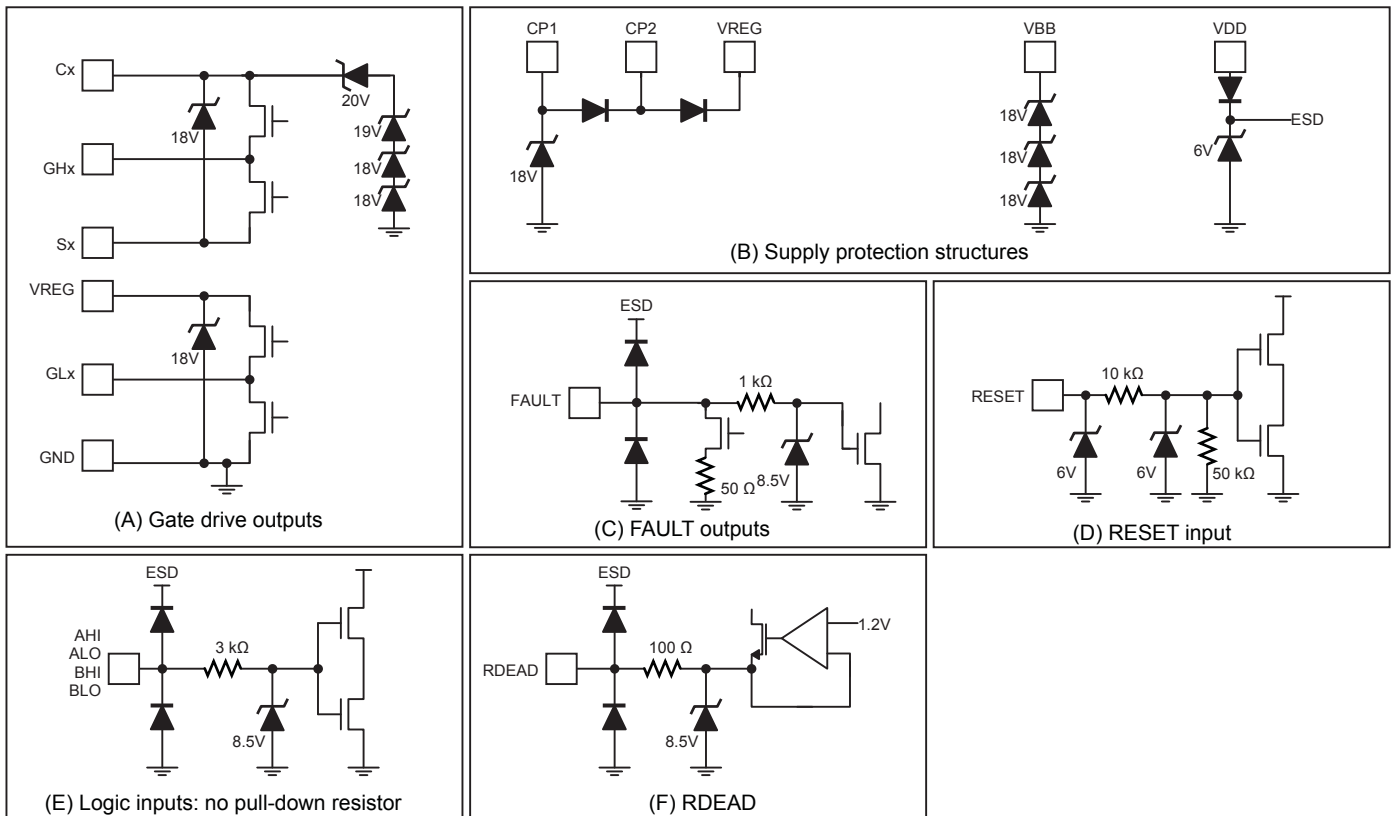 Cx
20V
18V
19V
18V
18V
GHx
Sx
VREG
18V
GLx
GND
(A) Gate drive outputs
CP1
CP2
VREG
VBB
VDD
18V
18V
18V
18V
ESD
6V
(B) Supply protection structures
ESD
FAULT
1 kΩ
50 Ω
8.5V
(C) FAULT outputs
RESET
10 kΩ
6V
6V
50 kΩ
(D) RESET input
ESD
AHI
ALO
BHI
BLO
3 kΩ
8.5V
(E) Logic inputs: no pull-down resistor
ESD
RDEAD
100 Ω
1.2V
8.5V
(F) RDEAD